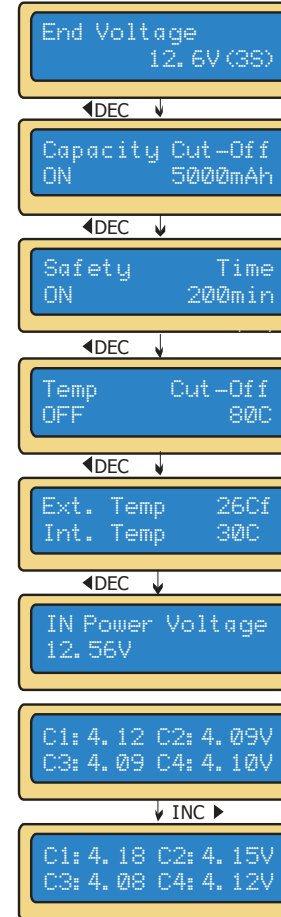 End Voltage
12.6V(3S)
◀DEC
Capacity Cut-Off
ON 5000mAh
◀DEC
Safety Time
ON 200min
◀DEC
Temp Cut-Off
OFF 80C
◀DEC
Ext. Temp 26Cf
Int. Temp 30C
◀DEC
IN Power Voltage
12.56V
C1:4.12 C2:4.09V
C3:4.09 C4:4.10V
INC ▶
C1:4.18 C2:4.15V
C3:4.08 C4:4.12V